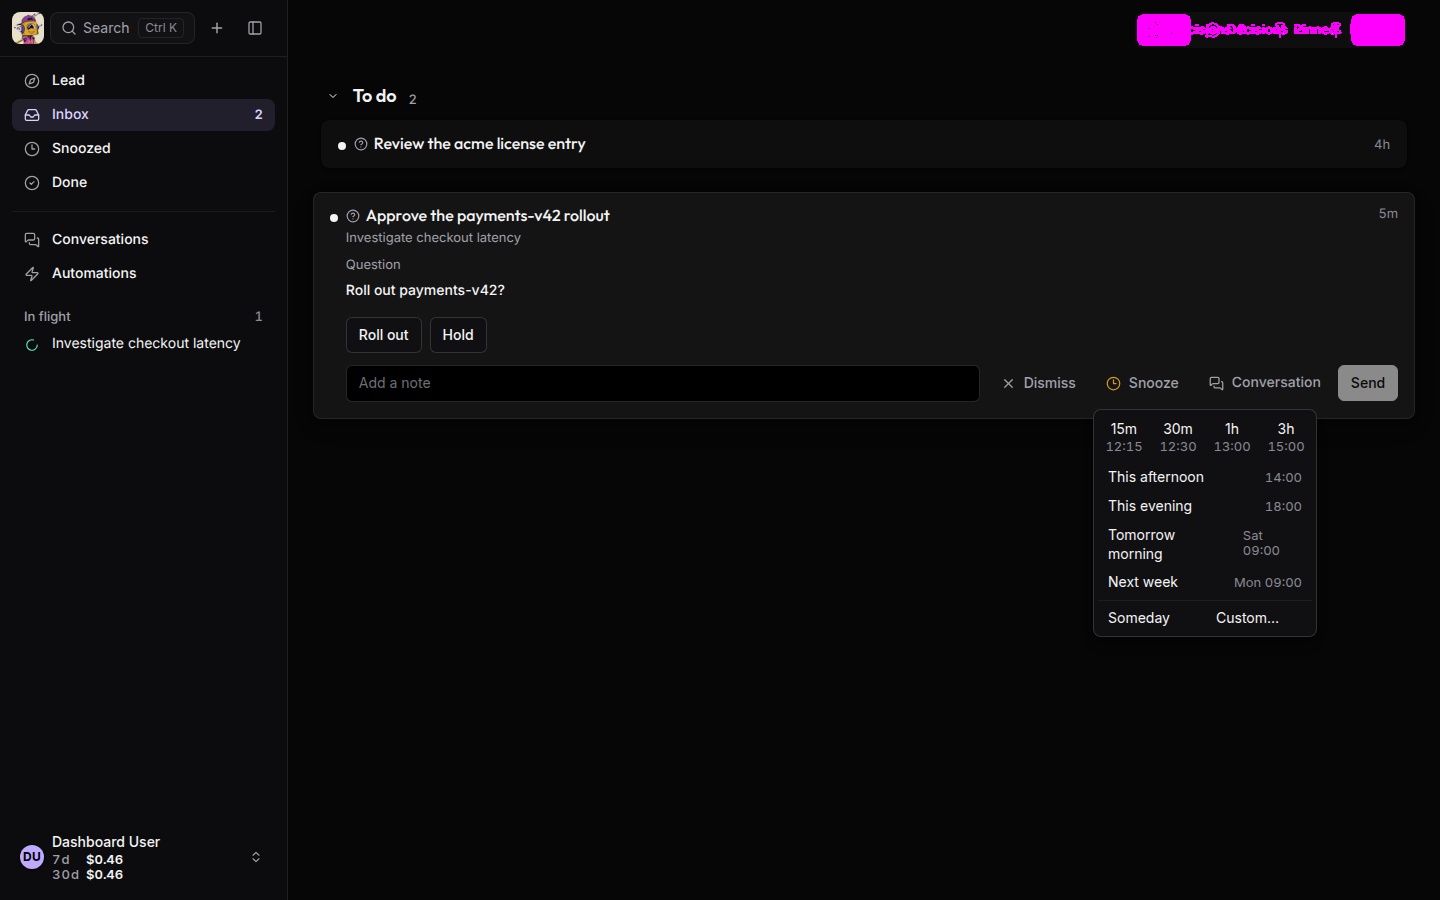 Search Ctrl K
Lead
Inbox 2
Snoozed
Done
Conversations
Automations
In flight 1
Investigate checkout latency
DU Dashboard User
7d $0.46
30d $0.46
To do 2
Review the acme license entry 4h
Approve the payments-v42 rollout 5m
Investigate checkout latency
Question
Roll out payments-v42?
Roll out Hold
Add a note Dismiss Snooze Conversation Send
15m 30m 1h 3h
12:15 12:30 13:00 15:00
This afternoon 14:00
This evening 18:00
Tomorrow morning Sat 09:00
Next week Mon 09:00
Someday Custom...